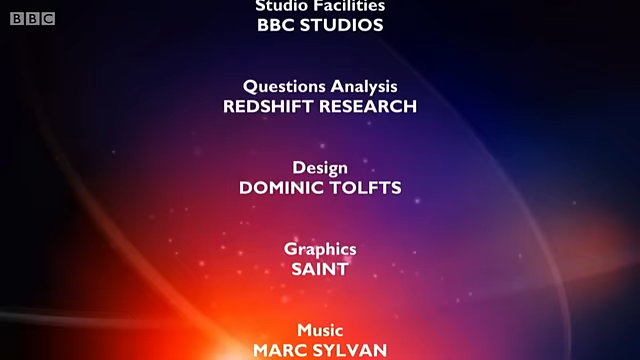 BBC
Studio Facilities
BBC STUDIOS
Questions Analysis
REDSHIFT RESEARCH
Design
DOMINIC TOLFTS
Graphics
SAINT
Music
MARC SYLVAN